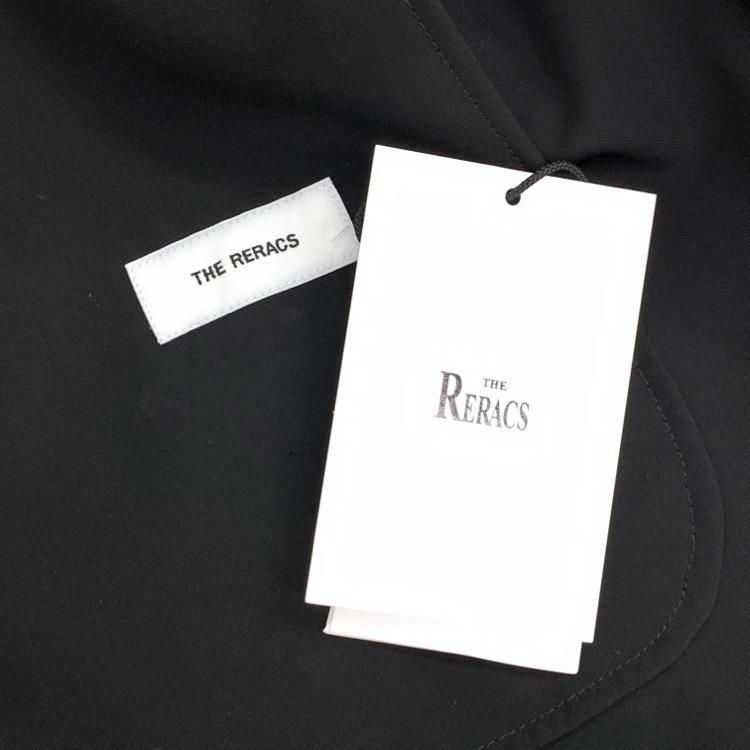 THE RERACS
THE
RERACS